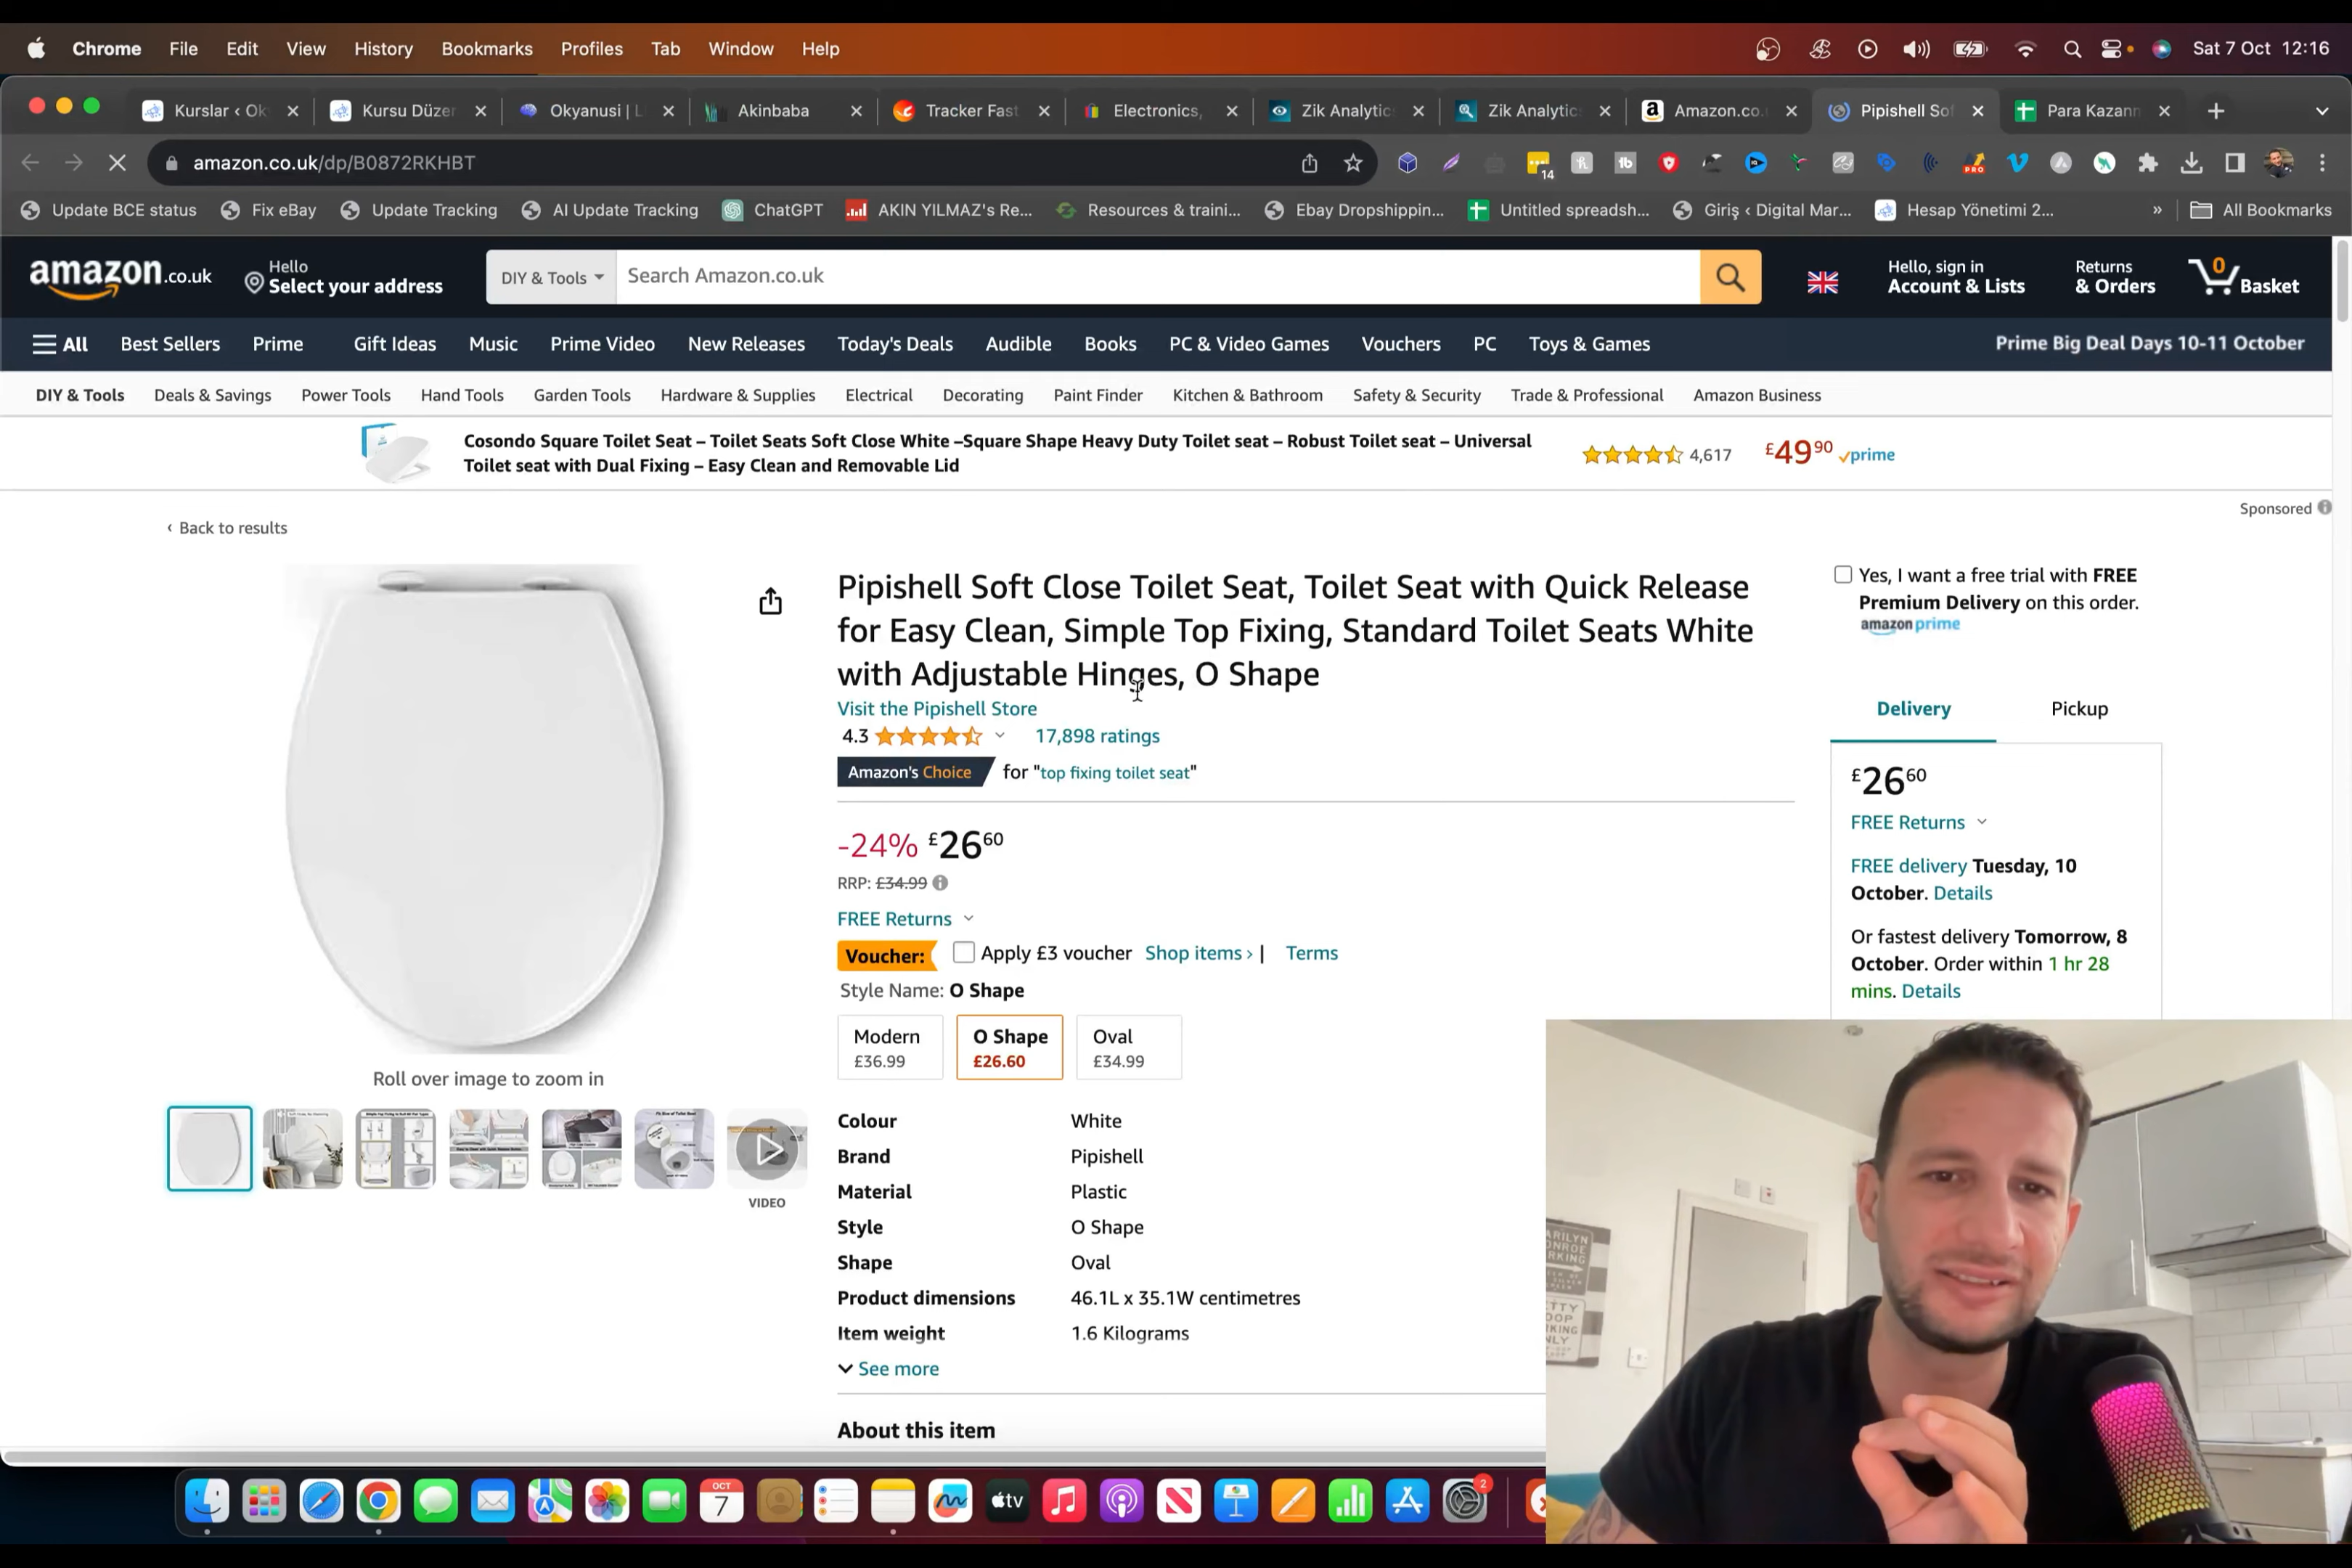 Chrome File Edit View History Bookmarks Profiles Tab Window Help Sat 7 Oct 12:16
Kurslar ‹ Ok Kursu Düzen Okyanusi | L Akinbaba Tracker Fast Electronics, Zik Analytic Zik Analytic Amazon.co. Pipishell Sof Para Kazanm
amazon.co.uk/dp/B0872RKHBT
14 PRO
Update BCE status Fix eBay Update Tracking AI Update Tracking ChatGPT AKIN YILMAZ's Re... Resources & traini... Ebay Dropshippin... Untitled spreadsh... Giriş ‹ Digital Mar... Hesap Yönetimi 2... » All Bookmarks
amazon.co.uk
Hello
Select your address
DIY & Tools
Search Amazon.co.uk
Hello, sign in
Account & Lists
Returns
& Orders
0
Basket
All Best Sellers Prime Gift Ideas Music Prime Video New Releases Today's Deals Audible Books PC & Video Games Vouchers PC Toys & Games Prime Big Deal Days 10-11 October
DIY & Tools Deals & Savings Power Tools Hand Tools Garden Tools Hardware & Supplies Electrical Decorating Paint Finder Kitchen & Bathroom Safety & Security Trade & Professional Amazon Business
Cosondo Square Toilet Seat – Toilet Seats Soft Close White –Square Shape Heavy Duty Toilet seat – Robust Toilet seat – Universal
Toilet seat with Dual Fixing – Easy Clean and Removable Lid
4,617 £49 90 prime
Sponsored
‹ Back to results
Pipishell Soft Close Toilet Seat, Toilet Seat with Quick Release
for Easy Clean, Simple Top Fixing, Standard Toilet Seats White
with Adjustable Hinges, O Shape
Visit the Pipishell Store
4.3 17,898 ratings
Amazon's Choice for "top fixing toilet seat"
-24% £26 60
RRP: £34.99
FREE Returns
Voucher: Apply £3 voucher Shop items › | Terms
Style Name: O Shape
Modern
£36.99
O Shape
£26.60
Oval
£34.99
Colour White
Brand Pipishell
Material Plastic
Style O Shape
Shape Oval
Product dimensions 46.1L x 35.1W centimetres
Item weight 1.6 Kilograms
See more
About this item
Roll over image to zoom in
VIDEO
Yes, I want a free trial with FREE
Premium Delivery on this order.
amazon prime
Delivery Pickup
£26 60
FREE Returns
FREE delivery Tuesday, 10
October. Details
Or fastest delivery Tomorrow, 8
October. Order within 1 hr 28
mins. Details
OCT
7
tv
2